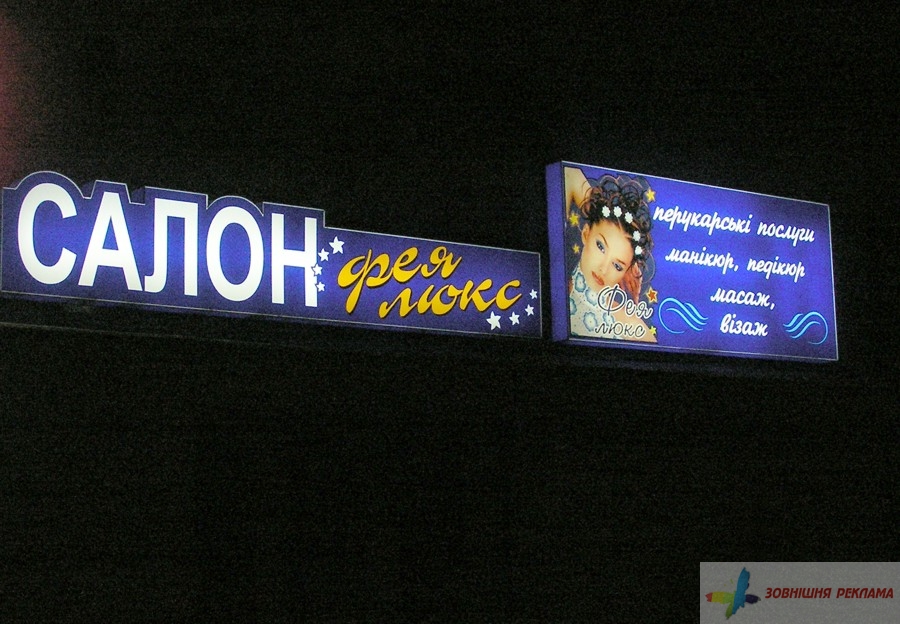 САЛОН
фея
люкс
Фея
люкс
перукарські послуги
манікюр, педікюр
масаж,
візаж
ЗОВНІШНЯ РЕКЛАМА